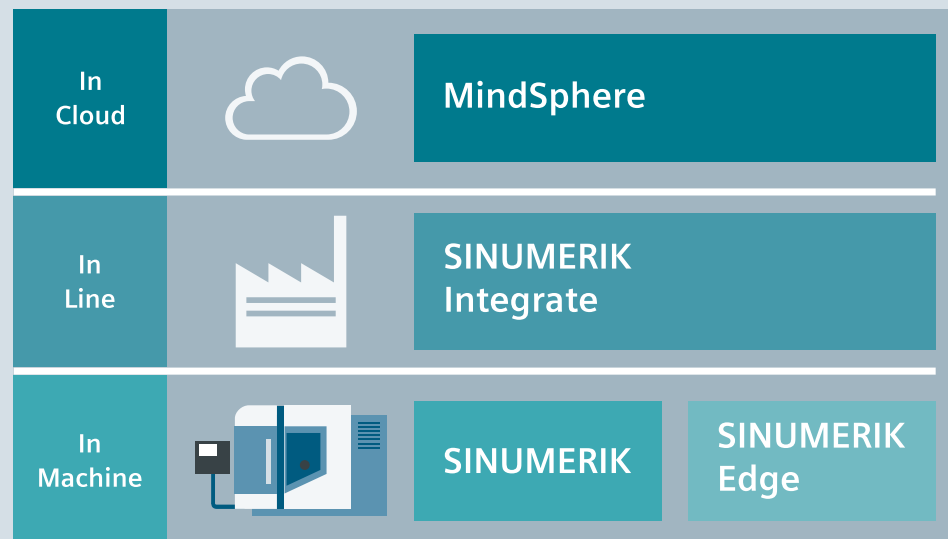 In
Cloud
MindSphere
In
Line
SINUMERIK
Integrate
In
Machine
SINUMERIK
SINUMERIK
Edge